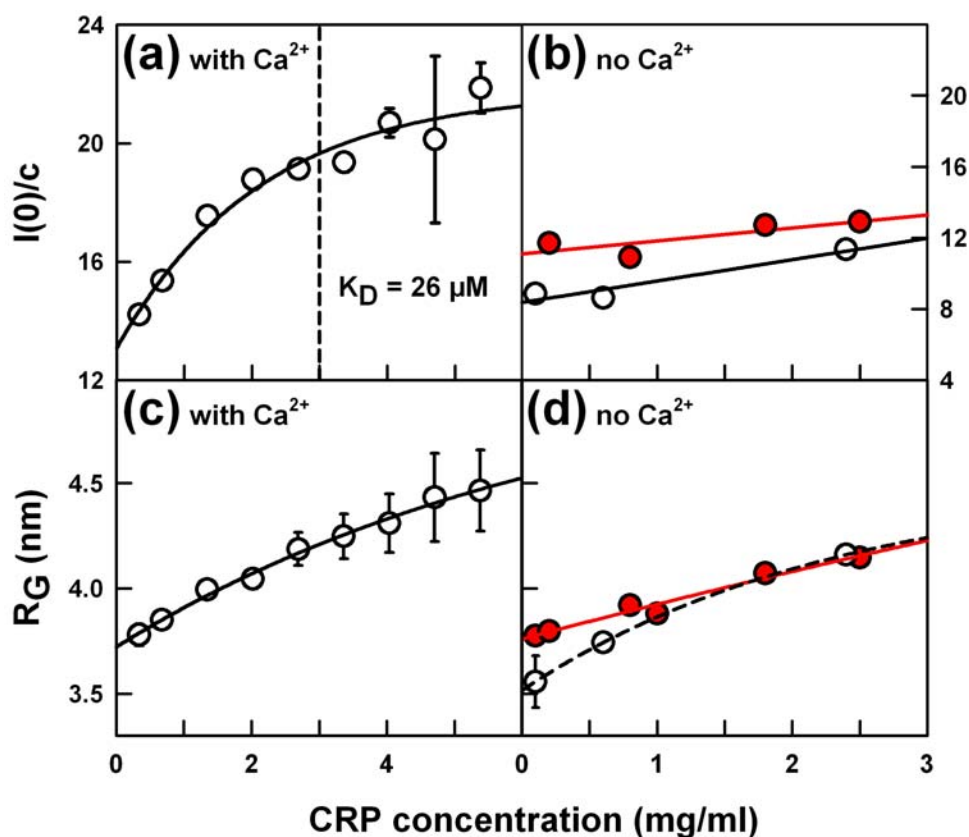 (a) with Ca²⁺
(b) no Ca²⁺
24
20
16
12
I(0)/c
K_D = 26 µM
20
16
12
8
4
(c) with Ca²⁺
(d) no Ca²⁺
4.5
4.0
3.5
R_G (nm)
0 2 4 0 1 2 3
CRP concentration (mg/ml)